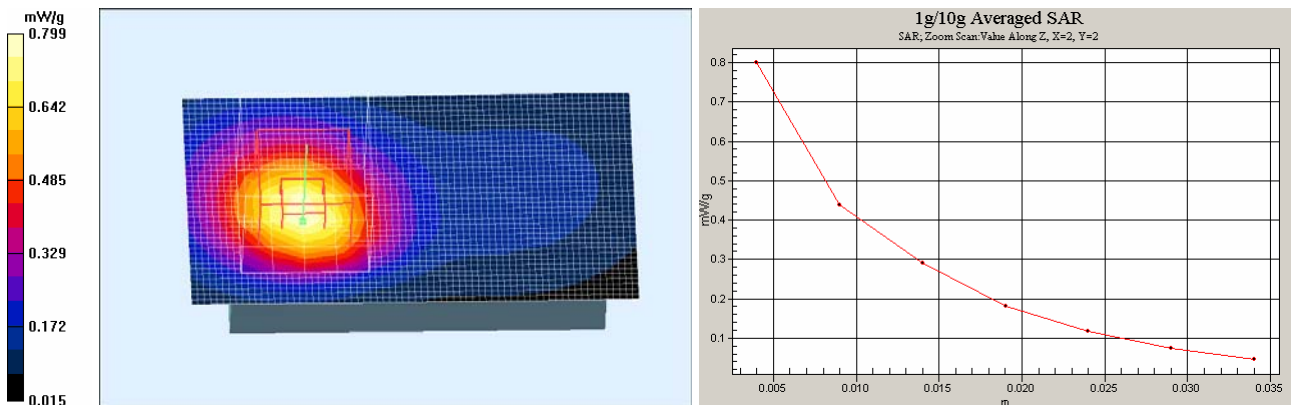 mW/g
0.799
0.642
0.485
0.329
0.172
0.015
1g/10g Averaged SAR
SAR; Zoom Scan:Value Along Z, X=2, Y=2
mW/g
0.8
0.7
0.6
0.5
0.4
0.3
0.2
0.1
0.005 0.010 0.015 0.020 0.025 0.030 0.035
m